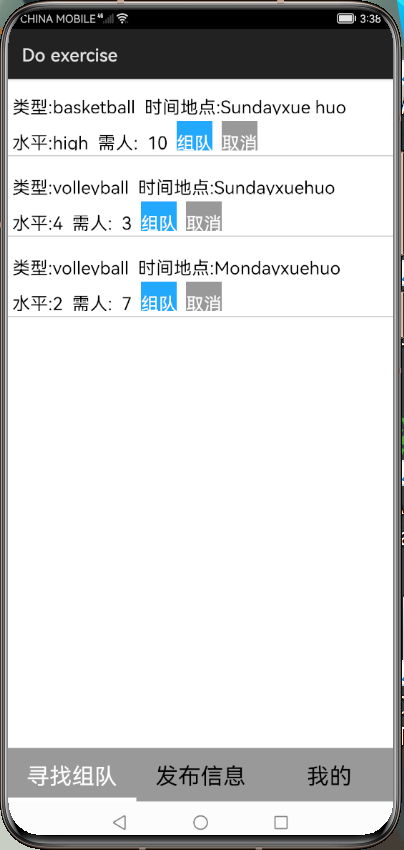 CHINA MOBILE 3:38
Do exercise
类型:basketball 时间地点:Sundayxue huo
水平:high 需人: 10 组队 取消
类型:volleyball 时间地点:Sundayxuehuo
水平:4 需人: 3 组队 取消
类型:volleyball 时间地点:Mondayxuehuo
水平:2 需人: 7 组队 取消
寻找组队 发布信息 我的